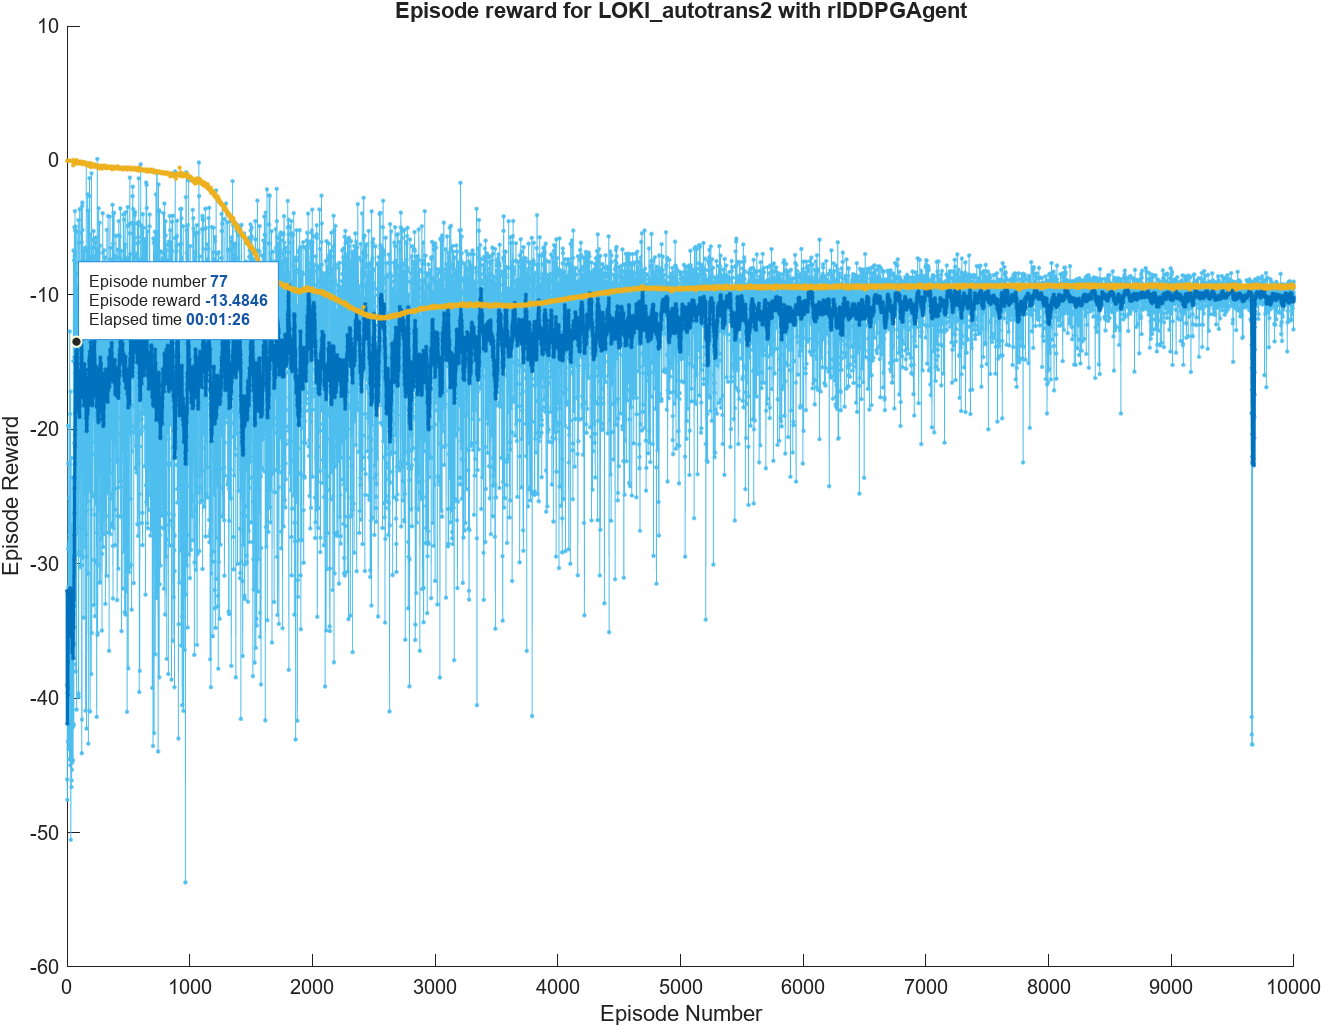 Episode reward for LOKI_autotrans2 with rlDDPGAgent
10
0
-10
-20
-30
-40
-50
-60
Episode Reward
Episode number 77
Episode reward -13.4846
Elapsed time 00:01:26
0 1000 2000 3000 4000 5000 6000 7000 8000 9000 10000
Episode Number